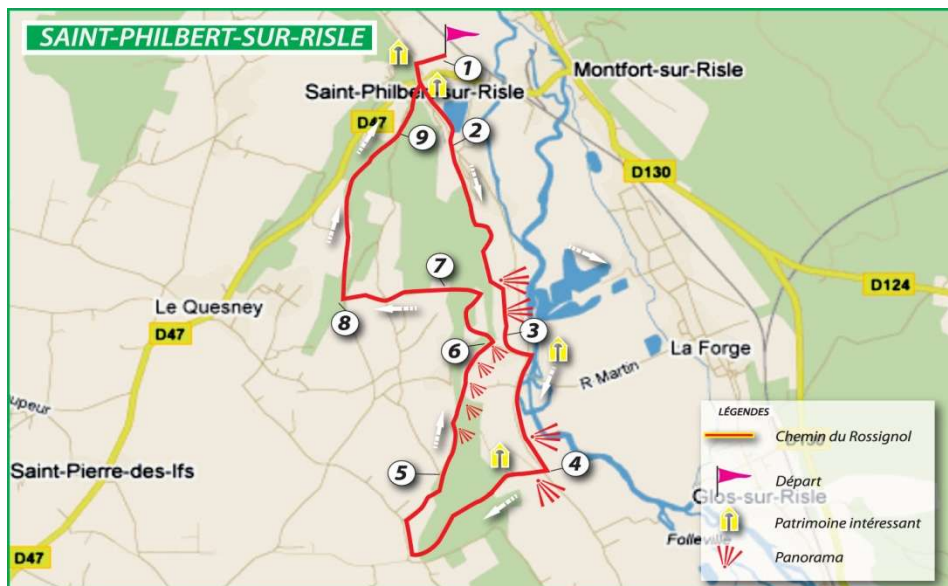 SAINT-PHILBERT-SUR-RISLE
1
Montfort-sur-Risle
Saint-Philbert-sur-Risle
D47
9
2
D130
7
D124
Le Quesney
8
3
D47
6
La Forge
R Martin
upeur
LÉGENDES
Chemin du Rossignol
D130
Saint-Pierre-des-Ifs
5
4
Départ
Glos-sur-Risle
Patrimoine intéressant
Folleville
D47
Panorama